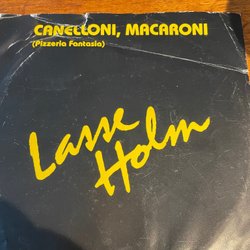 CANELLONI, MACARONI
(Pizzeria Fantasia)
Lasse
Holm